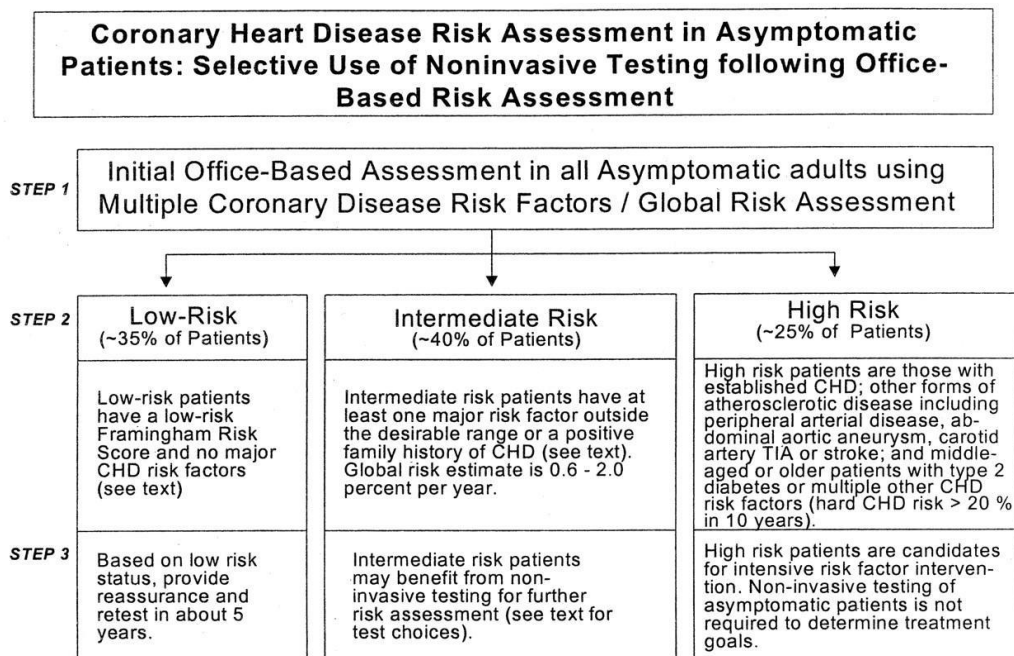 Coronary Heart Disease Risk Assessment in Asymptomatic
Patients: Selective Use of Noninvasive Testing following Office-
Based Risk Assessment
STEP 1
Initial Office-Based Assessment in all Asymptomatic adults using
Multiple Coronary Disease Risk Factors / Global Risk Assessment
STEP 2
Low-Risk
(~35% of Patients)
Low-risk patients
have a low-risk
Framingham Risk
Score and no major
CHD risk factors
(see text)
Intermediate Risk
(~40% of Patients)
Intermediate risk patients have at
least one major risk factor outside
the desirable range or a positive
family history of CHD (see text).
Global risk estimate is 0.6 - 2.0
percent per year.
High Risk
(~25% of Patients)
High risk patients are those with
established CHD; other forms of
atherosclerotic disease including
peripheral arterial disease, ab-
dominal aortic aneurysm, carotid
artery TIA or stroke; and middle-
aged or older patients with type 2
diabetes or multiple other CHD
risk factors (hard CHD risk > 20 %
in 10 years).
STEP 3
Based on low risk
status, provide
reassurance and
retest in about 5
years.
Intermediate risk patients
may benefit from non-
invasive testing for further
risk assessment (see text for
test choices).
High risk patients are candidates
for intensive risk factor interven-
tion. Non-invasive testing of
asymptomatic patients is not
required to determine treatment
goals.